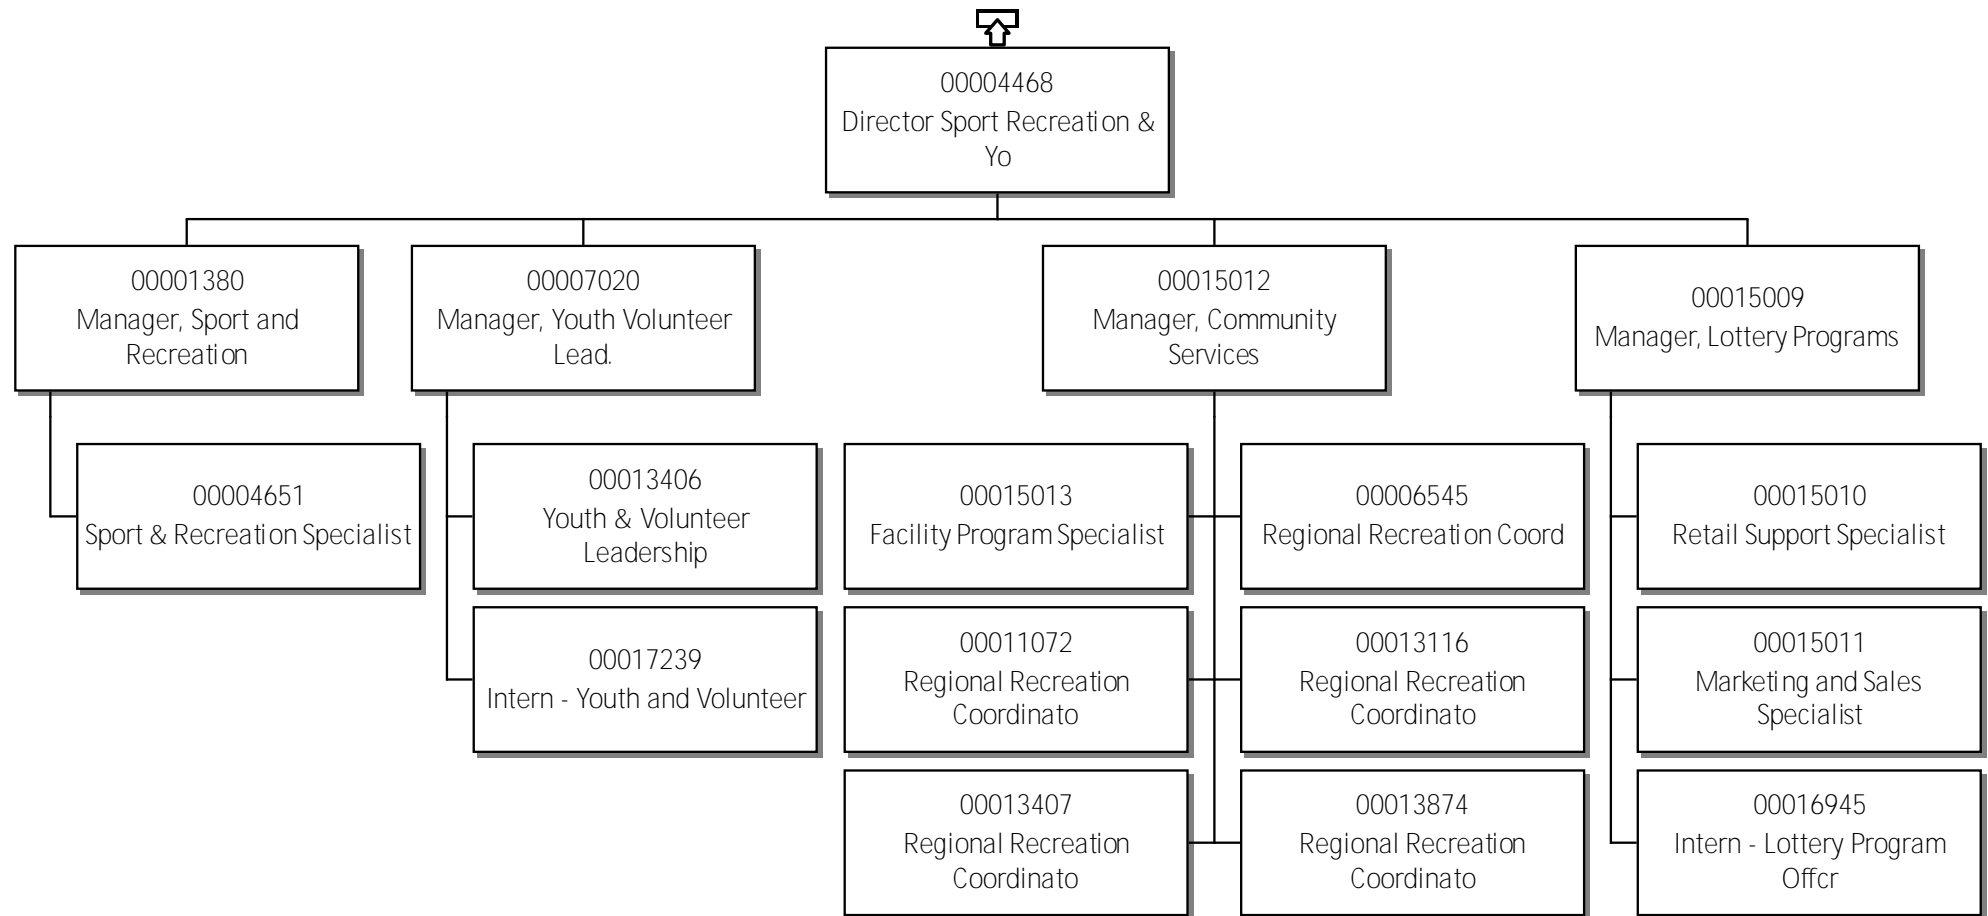 00004468
Director Sport Recreation &
Yo
00001380
Manager, Sport and
Recreation
00007020
Manager, Youth Volunteer
Lead.
00015012
Manager, Community
Services
00015009
Manager, Lottery Programs
00004651
Sport & Recreation Specialist
00013406
Youth & Volunteer
Leadership
00017239
Intern - Youth and Volunteer
00015013
Facility Program Specialist
00006545
Regional Recreation Coord
00011072
Regional Recreation
Coordinato
00013116
Regional Recreation
Coordinato
00013407
Regional Recreation
Coordinato
00013874
Regional Recreation
Coordinato
00015010
Retail Support Specialist
00015011
Marketing and Sales
Specialist
00016945
Intern - Lottery Program
Offcr